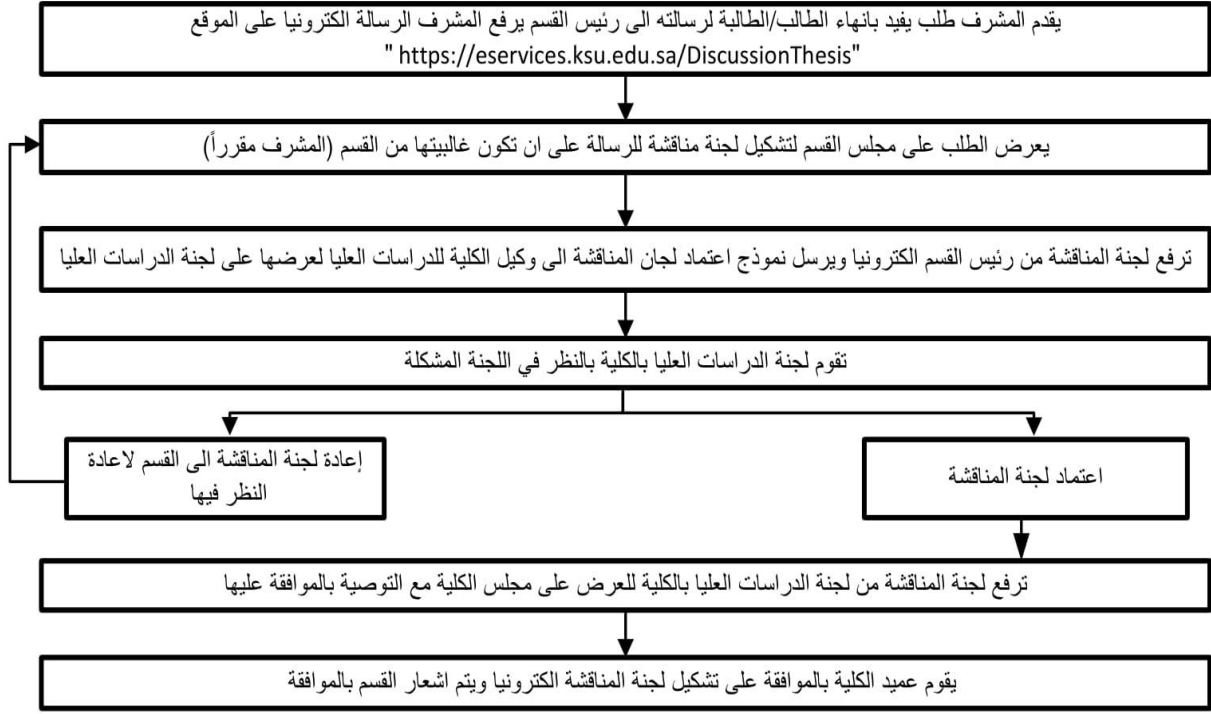 يقدم المشرف طلب يفيد بانهاء الطالب/الطالبة لرسالته الى رئيس القسم يرفع المشرف الرسالة الكترونيا على الموقع
" https://eservices.ksu.edu.sa/DiscussionThesis"
يعرض الطلب على مجلس القسم لتشكيل لجنة مناقشة للرسالة على ان تكون غالبيتها من القسم (المشرف مقرراً)
ترفع لجنة المناقشة من رئيس القسم الكترونيا ويرسل نموذج اعتماد لجان المناقشة الى وكيل الكلية للدراسات العليا لعرضها على لجنة الدراسات العليا
تقوم لجنة الدراسات العليا بالكلية بالنظر في اللجنة المشكلة
اعتماد لجنة المناقشة
إعادة لجنة المناقشة الى القسم لاعادة
النظر فيها
ترفع لجنة المناقشة من لجنة الدراسات العليا بالكلية للعرض على مجلس الكلية مع التوصية بالموافقة عليها
يقوم عميد الكلية بالموافقة على تشكيل لجنة المناقشة الكترونيا ويتم اشعار القسم بالموافقة